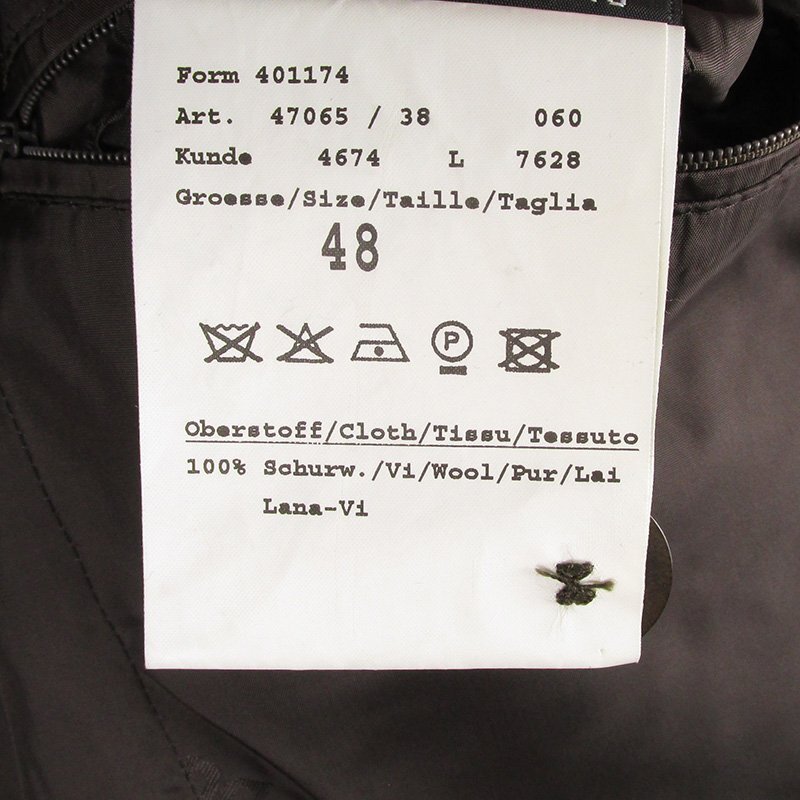 Form 401174
Art. 47065 / 38 060
Kunde 4674 L 7628
Groesse/Size/Taille/Taglia
48
P
Oberstoff/Cloth/Tissu/Tessuto
100% Schurw./Vi/Wool/Pur/Lai
Lana-Vi